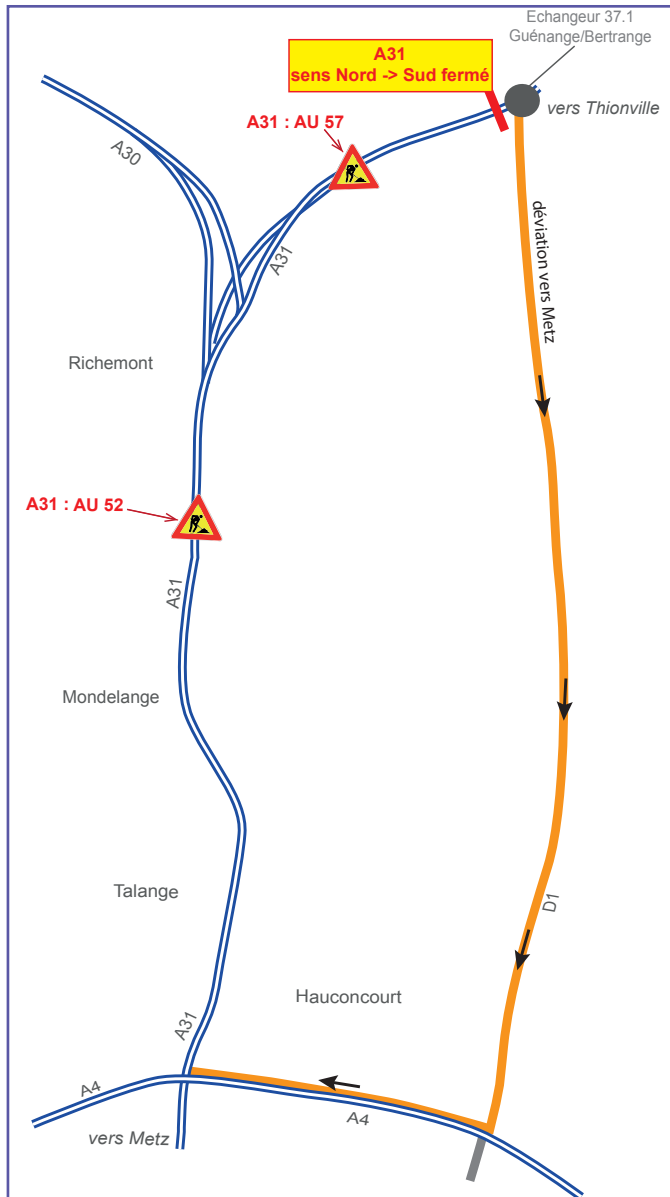 Echangeur 37.1
Guénange/Bertrange
A31
sens Nord -> Sud fermé
vers Thionville
A31 : AU 57
A30
A31
déviation vers Metz
Richemont
A31 : AU 52
A31
Mondelange
Talange
D1
Hauconcourt
A31
A4
A4
vers Metz